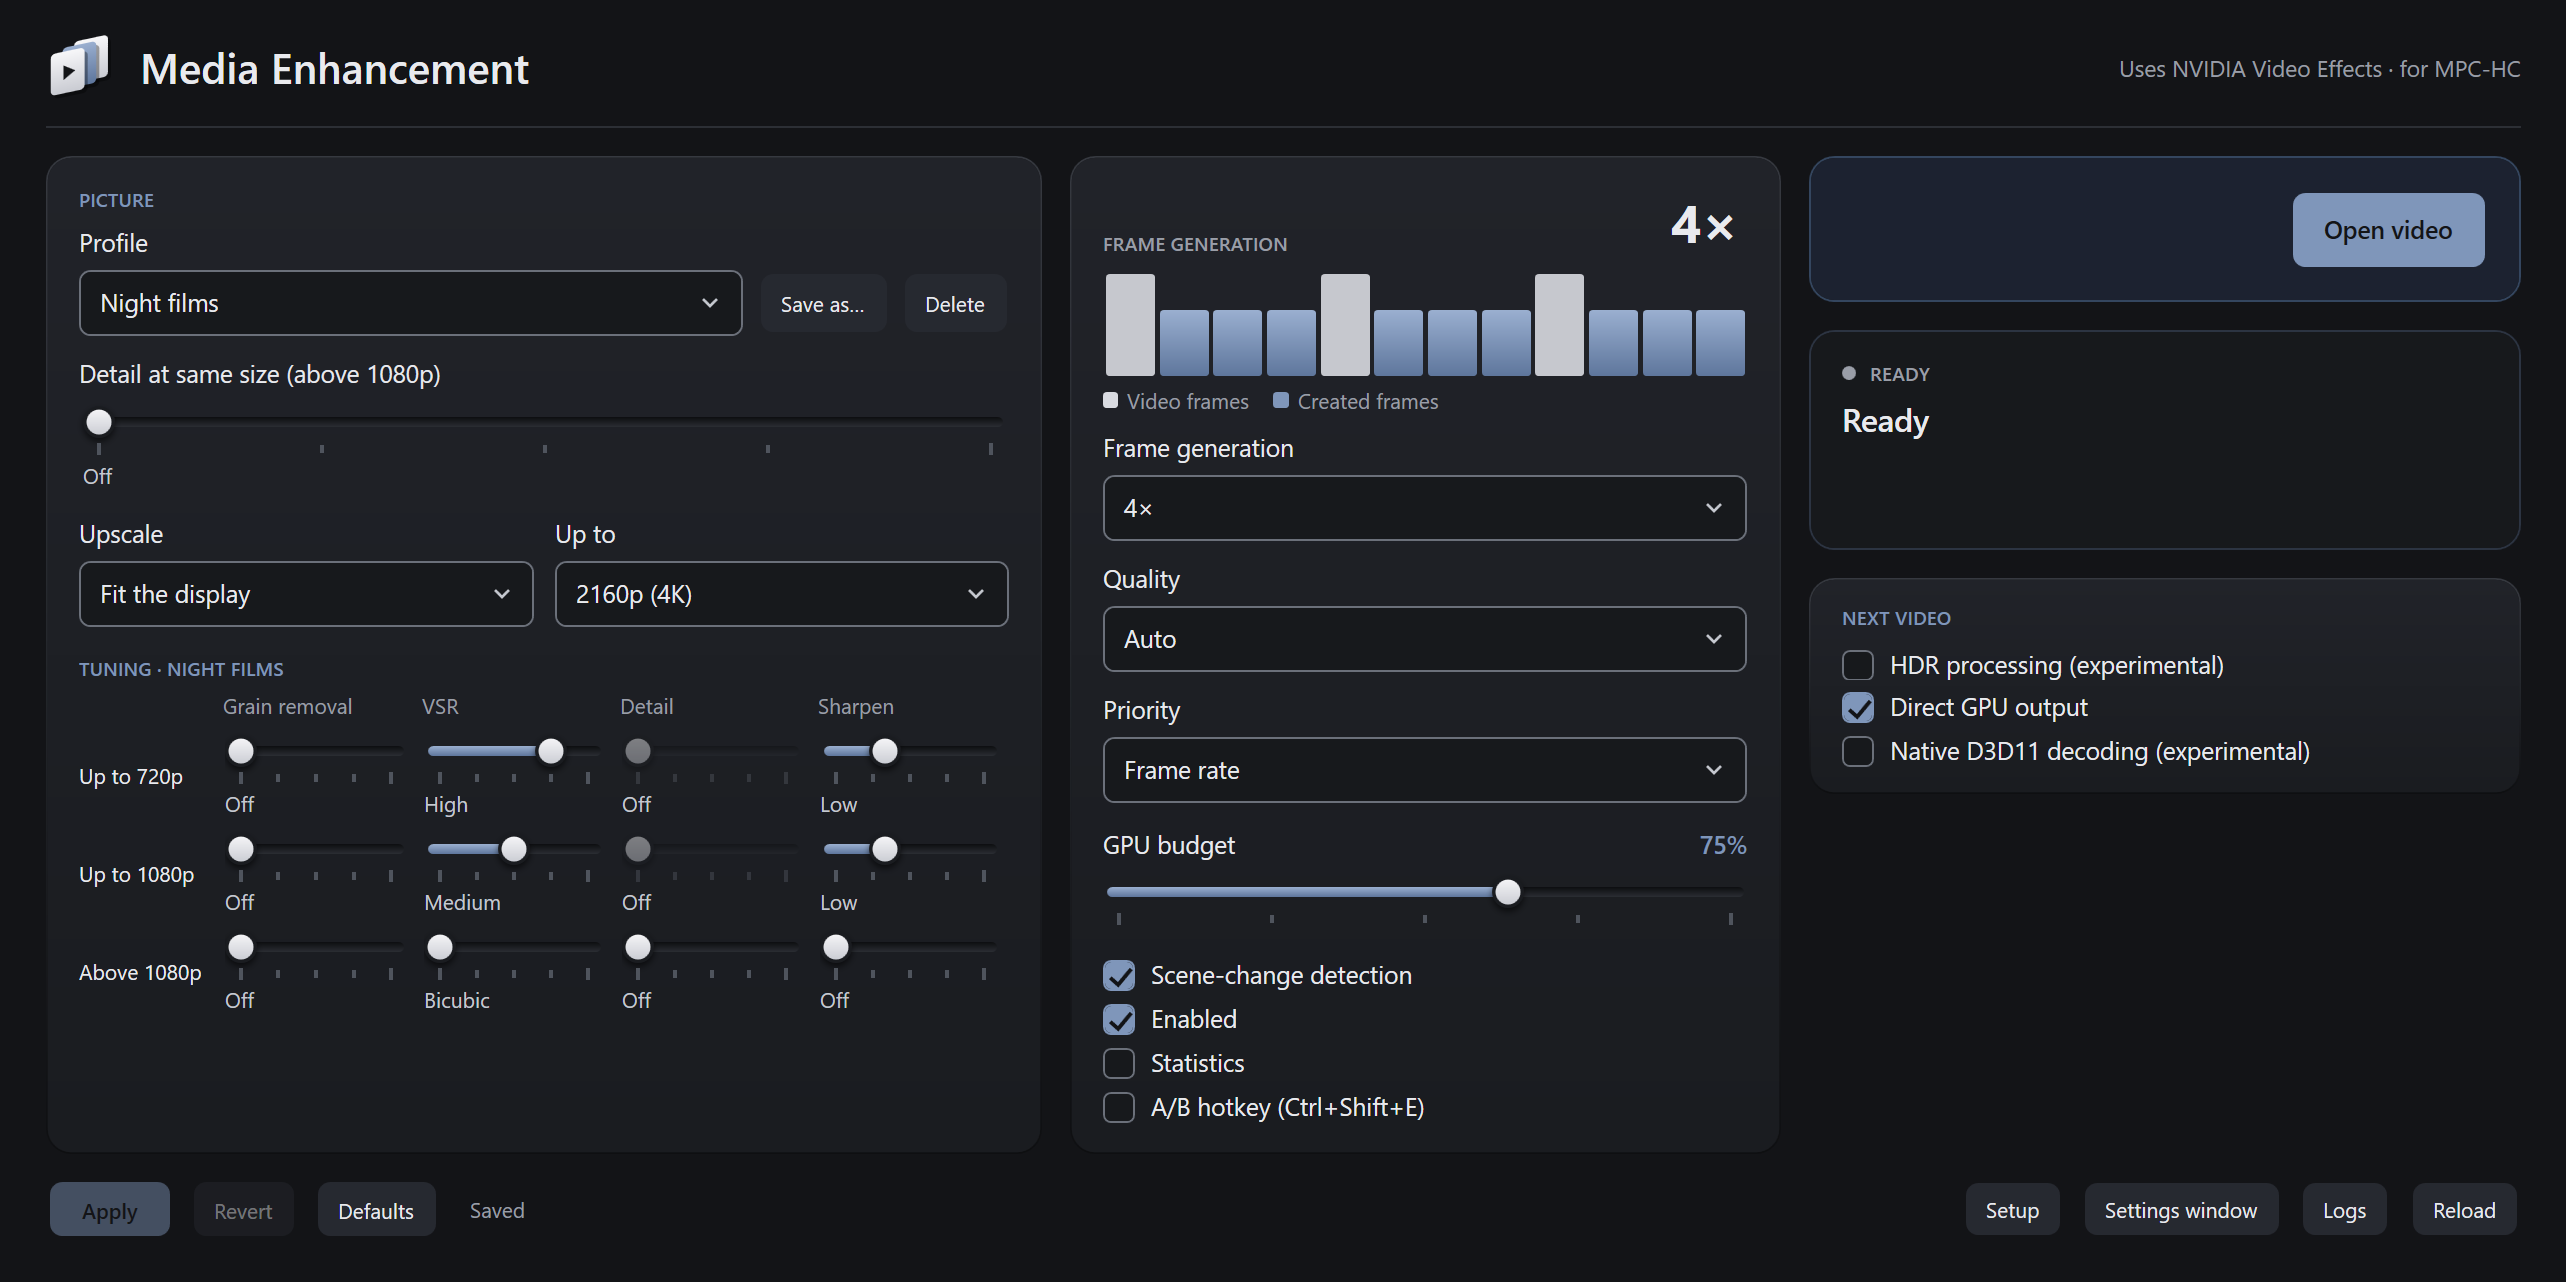 Media Enhancement
Uses NVIDIA Video Effects · for MPC-HC
PICTURE
Profile
Night films
Save as...
Delete
Detail at same size (above 1080p)
Off
Upscale
Up to
Fit the display
2160p (4K)
TUNING · NIGHT FILMS
Grain removal
VSR
Detail
Sharpen
Up to 720p
Off
High
Off
Low
Up to 1080p
Off
Medium
Off
Low
Above 1080p
Off
Bicubic
Off
Off
FRAME GENERATION
4×
Video frames
Created frames
Frame generation
4×
Quality
Auto
Priority
Frame rate
GPU budget
75%
Scene-change detection
Enabled
Statistics
A/B hotkey (Ctrl+Shift+E)
Open video
READY
Ready
NEXT VIDEO
HDR processing (experimental)
Direct GPU output
Native D3D11 decoding (experimental)
Apply
Revert
Defaults
Saved
Setup
Settings window
Logs
Reload